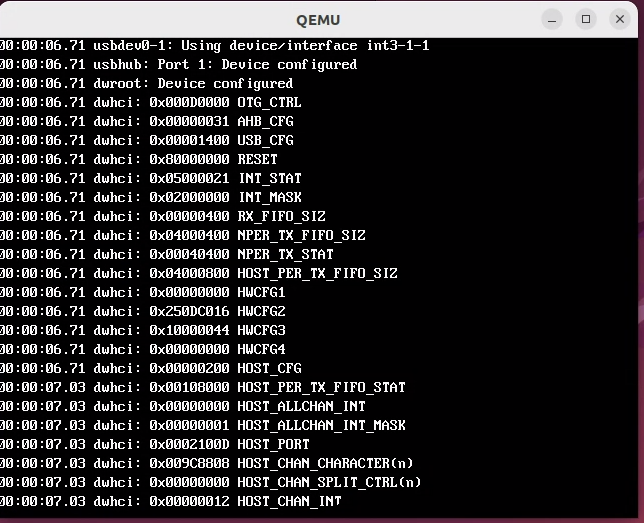 QEMU
00:00:06.71 usbdev0-1: Using device/interface int3-1-1
00:00:06.71 usbhub: Port 1: Device configured
00:00:06.71 dwroot: Device configured
00:00:06.71 dwhci: 0x000D0000 OTG_CTRL
00:00:06.71 dwhci: 0x00000031 AHB_CFG
00:00:06.71 dwhci: 0x00001400 USB_CFG
00:00:06.71 dwhci: 0x80000000 RESET
00:00:06.71 dwhci: 0x05000021 INT_STAT
00:00:06.71 dwhci: 0x02000000 INT_MASK
00:00:06.71 dwhci: 0x00000400 RX_FIFO_SIZ
00:00:06.71 dwhci: 0x04000400 NPER_TX_FIFO_SIZ
00:00:06.71 dwhci: 0x00040400 NPER_TX_STAT
00:00:06.71 dwhci: 0x04000800 HOST_PER_TX_FIFO_SIZ
00:00:06.71 dwhci: 0x00000000 HWCFG1
00:00:06.71 dwhci: 0x250DC016 HWCFG2
00:00:06.71 dwhci: 0x10000044 HWCFG3
00:00:06.71 dwhci: 0x00000000 HWCFG4
00:00:06.71 dwhci: 0x00000200 HOST_CFG
00:00:07.03 dwhci: 0x00108000 HOST_PER_TX_FIFO_STAT
00:00:07.03 dwhci: 0x00000000 HOST_ALLCHAN_INT
00:00:07.03 dwhci: 0x00000001 HOST_ALLCHAN_INT_MASK
00:00:07.03 dwhci: 0x0002100D HOST_PORT
00:00:07.03 dwhci: 0x009C8808 HOST_CHAN_CHARACTER(n)
00:00:07.03 dwhci: 0x00000000 HOST_CHAN_SPLIT_CTRL(n)
00:00:07.03 dwhci: 0x00000012 HOST_CHAN_INT